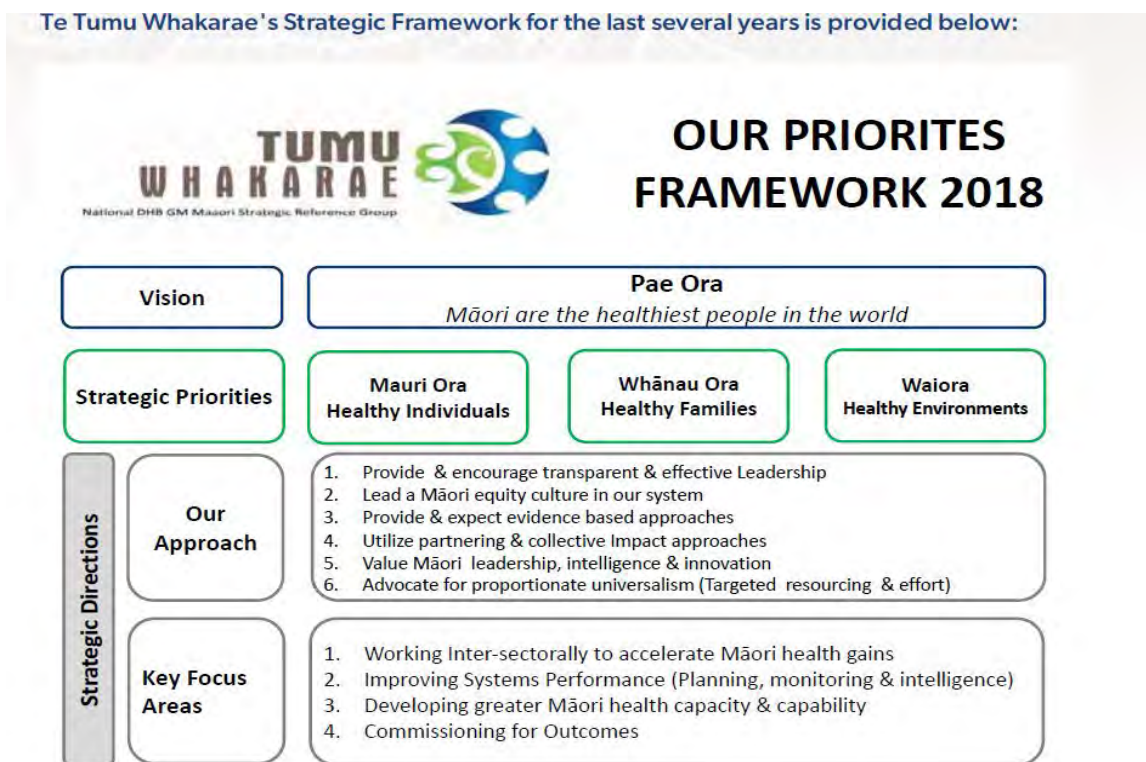 Te Tumu Whakarae's Strategic Framework for the last several years is provided below:
TUMU
WHAKARAE
National DHB GM Maaori Strategic Reference Group
OUR PRIORITES
FRAMEWORK 2018
Vision
Pae Ora
Māori are the healthiest people in the world
Strategic Priorities
Mauri Ora
Healthy Individuals
Whānau Ora
Healthy Families
Waiora
Healthy Environments
Strategic Directions
Our
Approach
1. Provide & encourage transparent & effective Leadership
2. Lead a Māori equity culture in our system
3. Provide & expect evidence based approaches
4. Utilize partnering & collective Impact approaches
5. Value Māori leadership, intelligence & innovation
6. Advocate for proportionate universalism (Targeted resourcing & effort)
Key Focus
Areas
1. Working Inter-sectorally to accelerate Māori health gains
2. Improving Systems Performance (Planning, monitoring & intelligence)
3. Developing greater Māori health capacity & capability
4. Commissioning for Outcomes